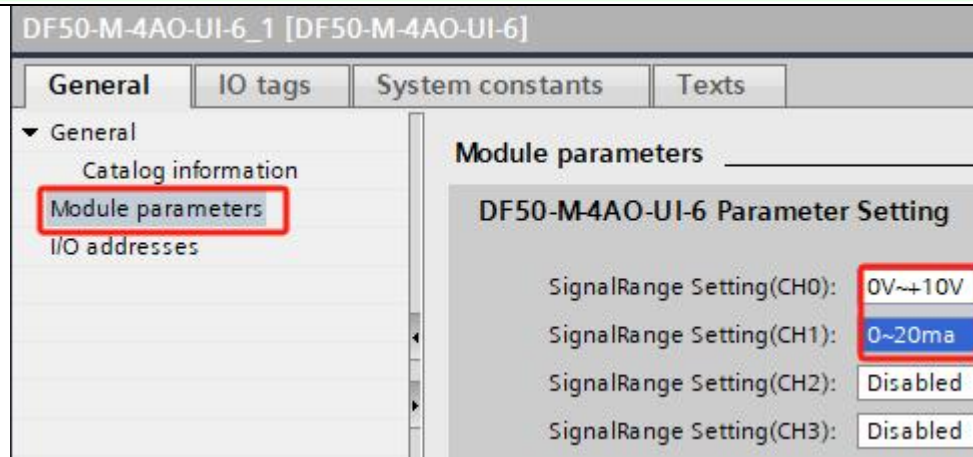 DF50-M-4AO-UI-6_1 [DF50-M-4AO-UI-6]
General IO tags System constants Texts
General
Catalog information
Module parameters
I/O addresses
Module parameters
DF50-M-4AO-UI-6 Parameter Setting
SignalRange Setting(CH0): 0V~+10V
SignalRange Setting(CH1): 0~20ma
SignalRange Setting(CH2): Disabled
SignalRange Setting(CH3): Disabled